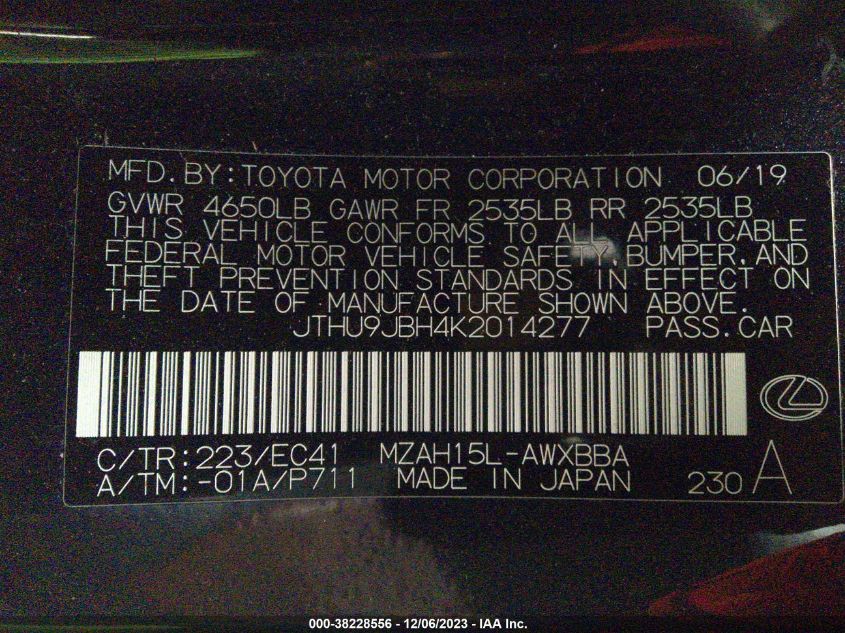 MFD.BY:TOYOTA MOTOR CORPORATION 06/19
GVWR 4650LB GAWR FR 2535LB RR 2535LB
THIS VEHICLE CONFORMS TO ALL APPLICABLE
FEDERAL MOTOR VEHICLE SAFETY,BUMPER,AND
THEFT PREVENTION STANDARDS IN EFFECT ON
THE DATE OF MANUFACTURE SHOWN ABOVE.
JTHU9JBH4K2014277 PASS.CAR
C/TR:223/EC41 MZAH15L-AWXBBA
A/TM:-01A/P711 MADE IN JAPAN 230 A
000-38228556 - 12/06/2023 - IAA Inc.